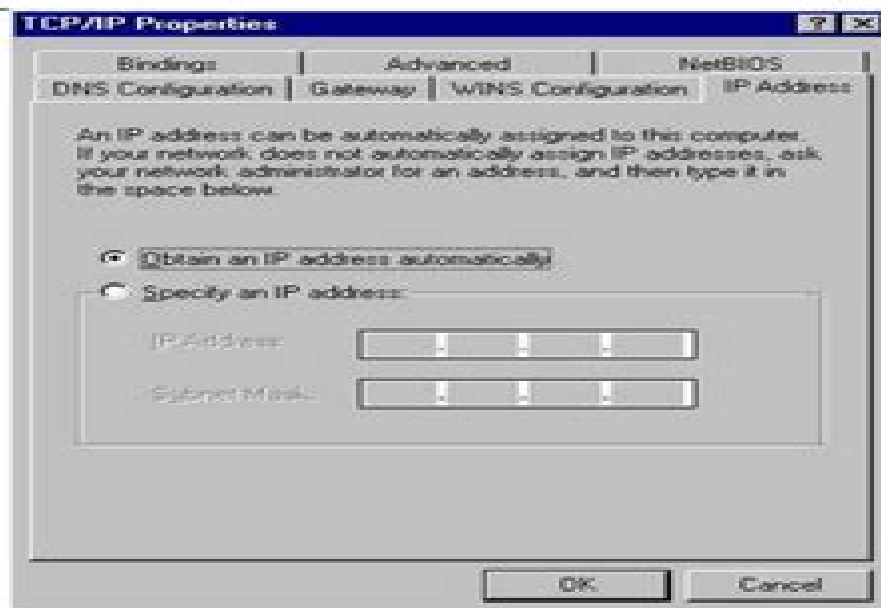 TCP/IP Properties
Bindings Advanced NetBIOS
DNS Configuration Gateway WINS Configuration IP Address
An IP address can be automatically assigned to this computer.
If your network does not automatically assign IP addresses, ask
your network administrator for an address, and then type it in
the space below.
Obtain an IP address automatically
Specify an IP address:
IP Address:
Subnet Mask:
OK Cancel